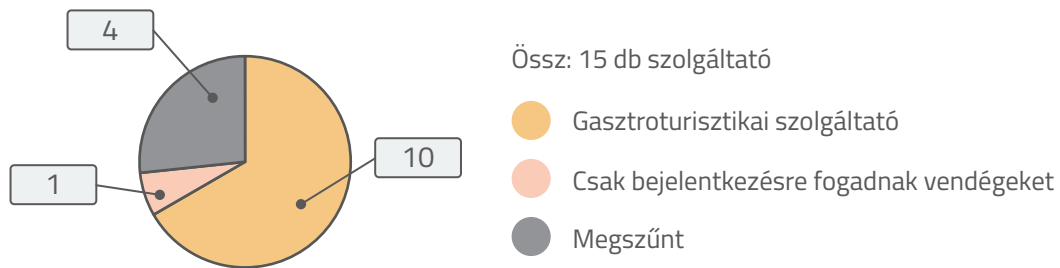 4
1
10
Össz: 15 db szolgáltató
Gasztroturisztikai szolgáltató
Csak bejelentkezésre fogadnak vendégeket
Megszűnt